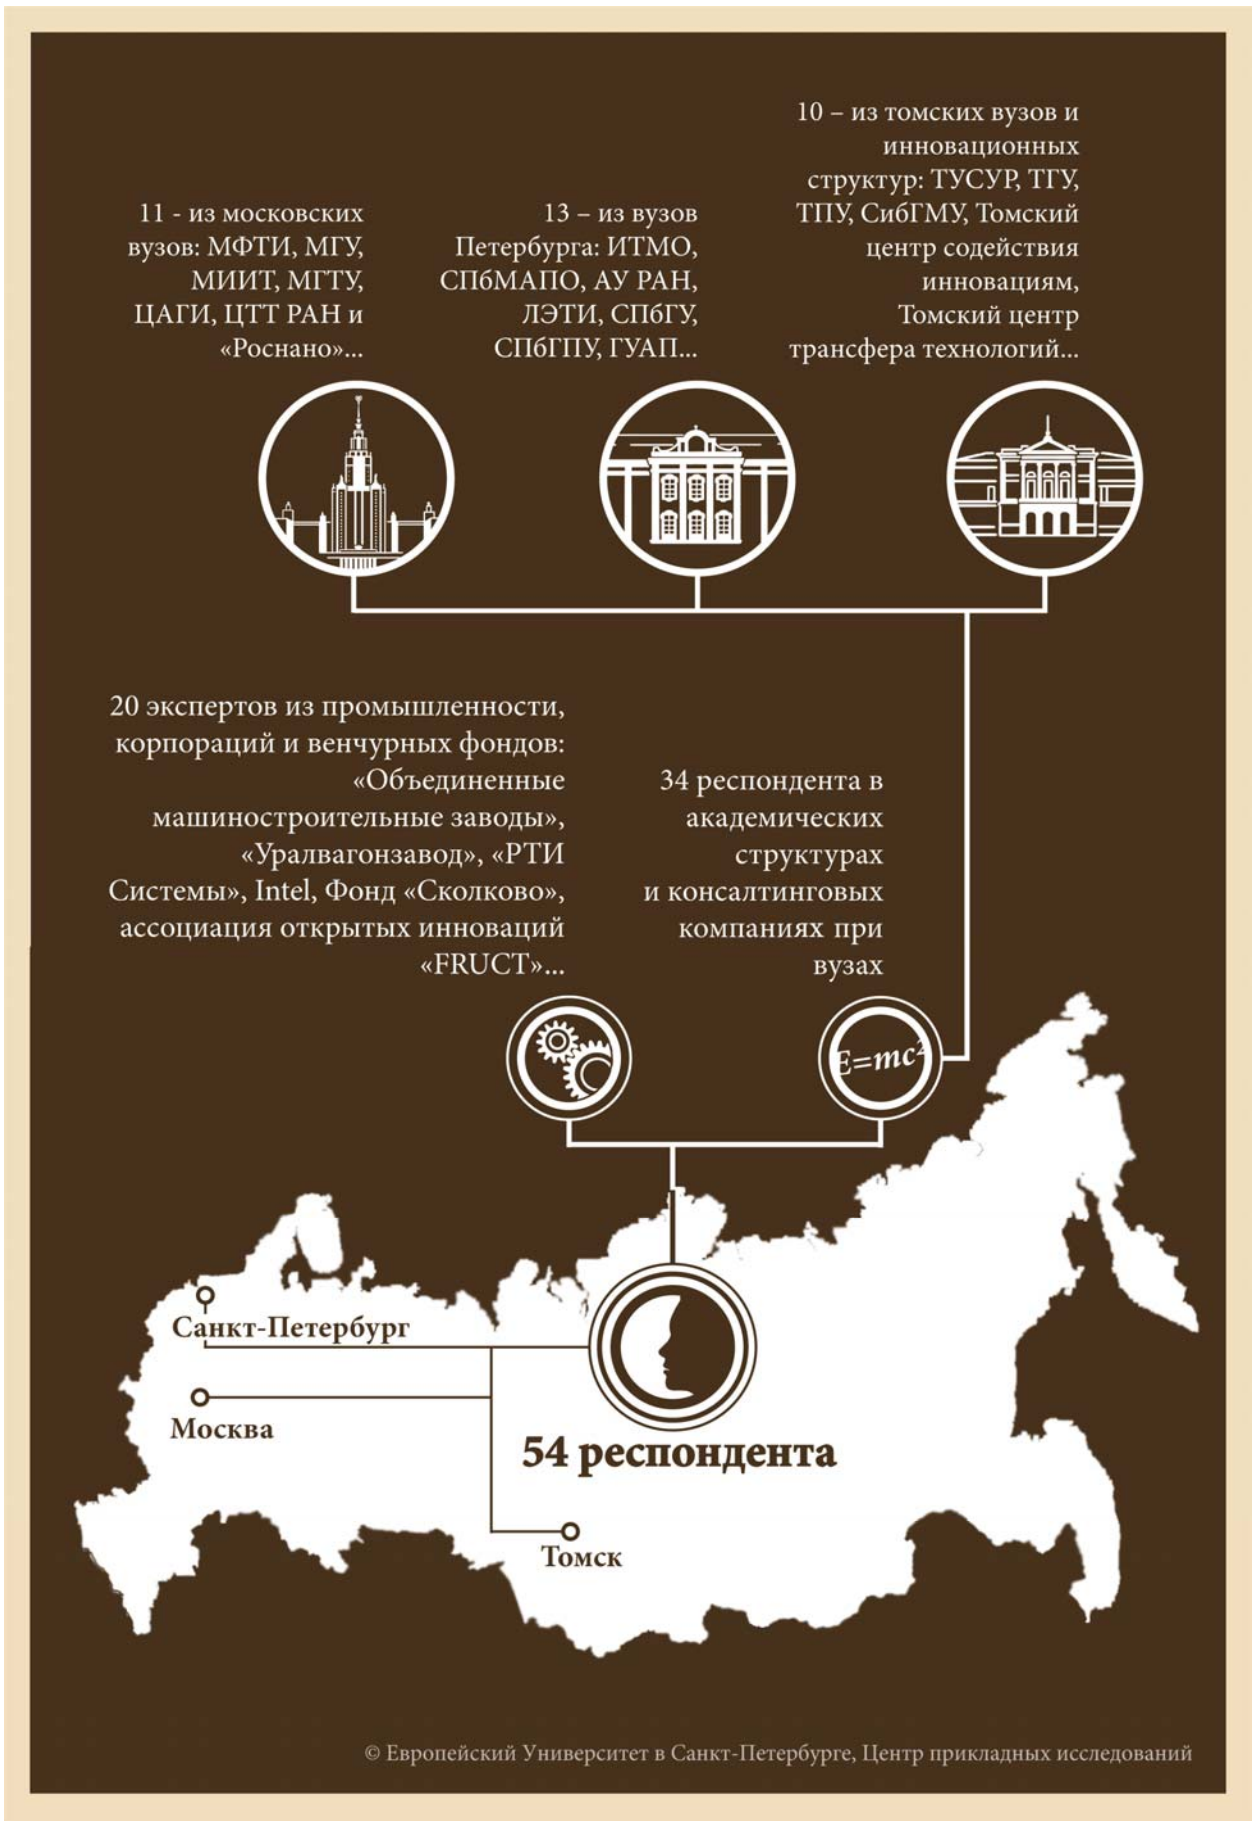 11 - из московских
вузов: МФТИ, МГУ,
МИИТ, МГТУ,
ЦАГИ, ЦТТ РАН и
«Роснано»...
13 – из вузов
Петербурга: ИТМО,
СПбМАПО, АУ РАН,
ЛЭТИ, СПбГУ,
СПбГПУ, ГУАП...
10 – из томских вузов и
инновационных
структур: ТУСУР, ТГУ,
ТПУ, СибГМУ, Томский
центр содействия
инновациям,
Томский центр
трансфера технологий...
20 экспертов из промышленности,
корпораций и венчурных фондов:
«Объединенные
машиностроительные заводы»,
«Уралвагонзавод», «РТИ
Системы», Intel, Фонд «Сколково»,
ассоциация открытых инноваций
«FRUCT»...
34 респондента в
академических
структурах
и консалтинговых
компаниях при
вузах
E=mc²
Санкт-Петербург
Москва
54 респондента
Томск
© Европейский Университет в Санкт-Петербурге, Центр прикладных исследований